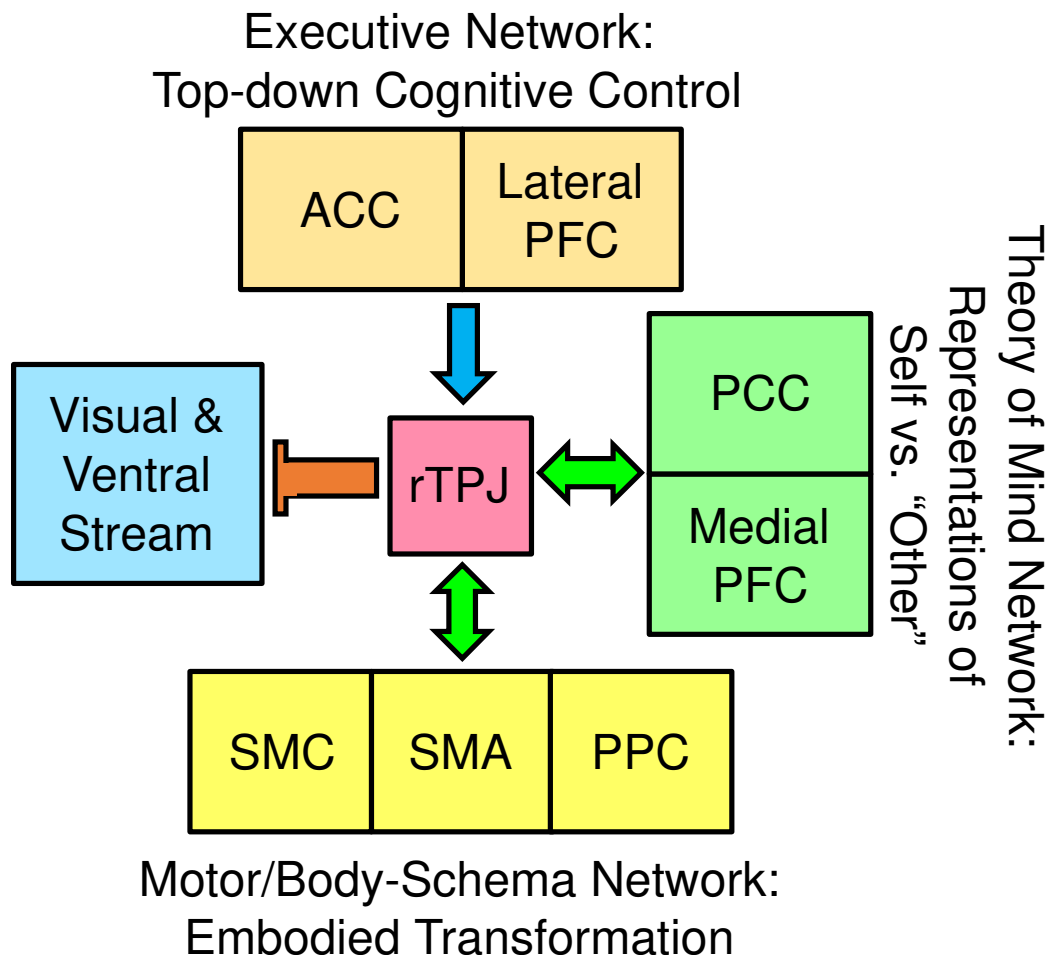 Executive Network:
Top-down Cognitive Control
ACC
Lateral
PFC
Theory of Mind Network:
Representations of
Self vs. “Other”
PCC
Medial
PFC
Visual &
Ventral
Stream
rTPJ
SMC
SMA
PPC
Motor/Body-Schema Network:
Embodied Transformation